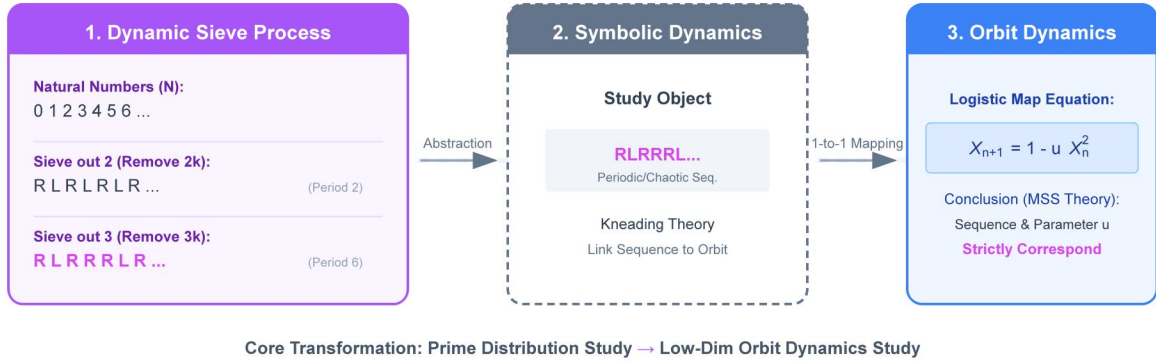 1. Dynamic Sieve Process
Natural Numbers (N):
0 1 2 3 4 5 6 ...
Sieve out 2 (Remove 2k):
R L R L R L R ...
(Period 2)
Sieve out 3 (Remove 3k):
R L R R R L R ...
(Period 6)
Abstraction
2. Symbolic Dynamics
Study Object
RLRRRL...
Periodic/Chaotic Seq.
Kneading Theory
Link Sequence to Orbit
1-to-1 Mapping
3. Orbit Dynamics
Logistic Map Equation:
Xₙ₊₁ = 1 - u Xₙ²
Conclusion (MSS Theory):
Sequence & Parameter u
Strictly Correspond
Core Transformation: Prime Distribution Study → Low-Dim Orbit Dynamics Study